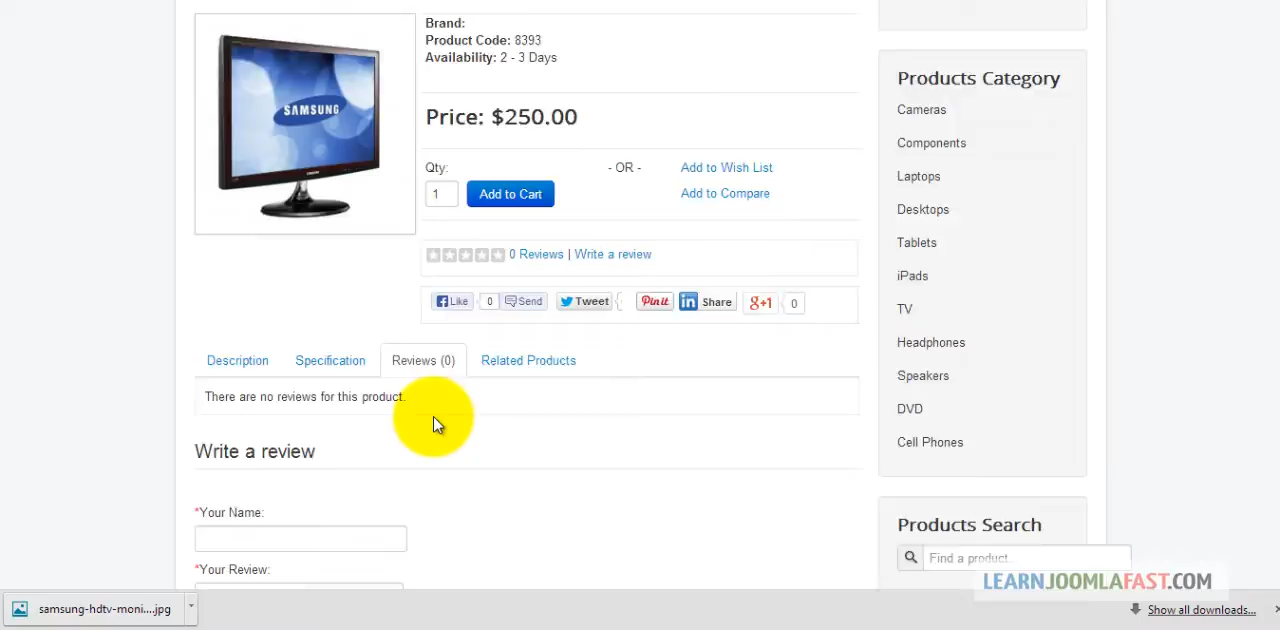 SAMSUNG
Brand:
Product Code: 8393
Availability: 2 - 3 Days
Price: $250.00
Qty:
- OR -
Add to Wish List
1
Add to Cart
Add to Compare
0 Reviews | Write a review
Like
0
Send
Tweet
Pin it
in Share
g+1
0
Description
Specification
Reviews (0)
Related Products
There are no reviews for this product.
Write a review
*Your Name:
*Your Review:
Products Category
Cameras
Components
Laptops
Desktops
Tablets
iPads
TV
Headphones
Speakers
DVD
Cell Phones
Products Search
Find a product...
LEARNJOOMLAFAST.COM
samsung-hdtv-moni....jpg
Show all downloads...